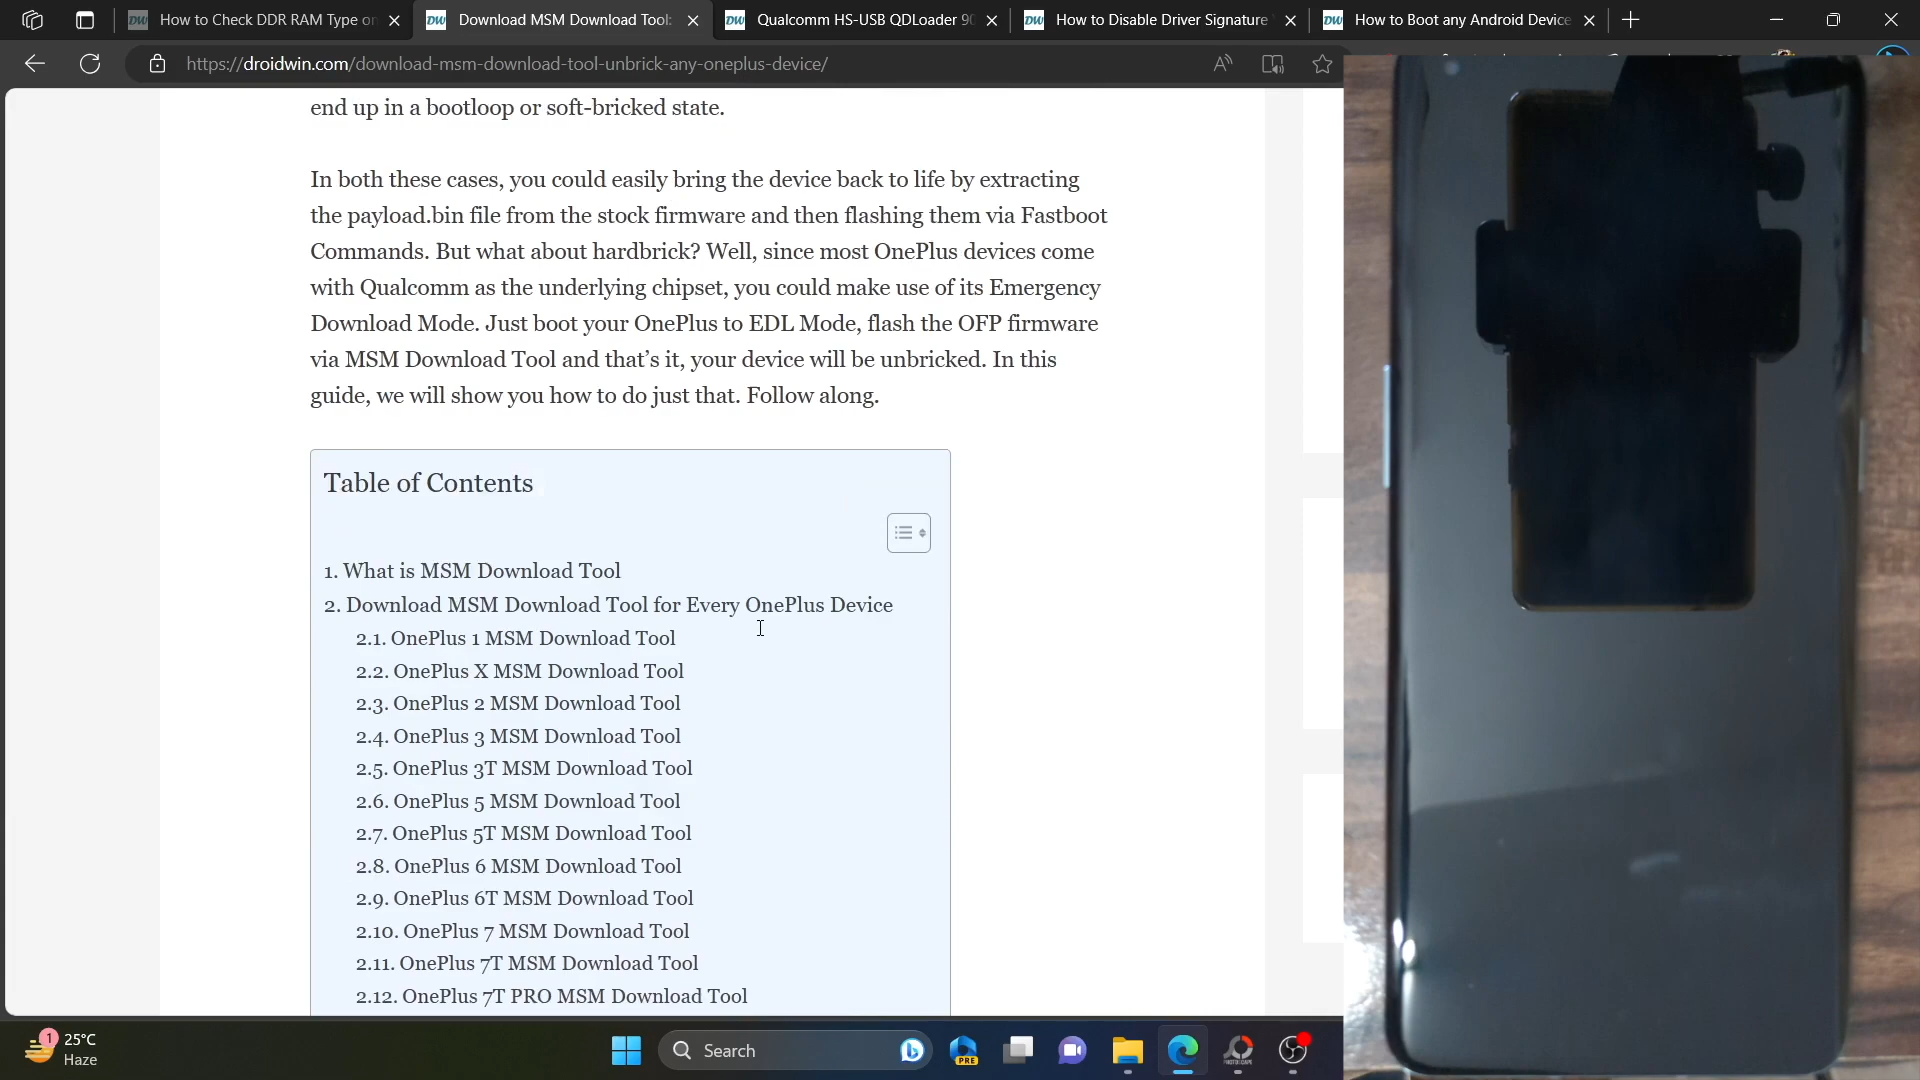 How to Check DDR RAM Type or
Download MSM Download Tool:
Qualcomm HS-USB QDLoader 90
How to Disable Driver Signature
How to Boot any Android Device
https://droidwin.com/download-msm-download-tool-unbrick-any-oneplus-device/
end up in a bootloop or soft-bricked state.
In both these cases, you could easily bring the device back to life by extracting
the payload.bin file from the stock firmware and then flashing them via Fastboot
Commands. But what about hardbrick? Well, since most OnePlus devices come
with Qualcomm as the underlying chipset, you could make use of its Emergency
Download Mode. Just boot your OnePlus to EDL Mode, flash the OFP firmware
via MSM Download Tool and that’s it, your device will be unbricked. In this
guide, we will show you how to do just that. Follow along.
Table of Contents
1. What is MSM Download Tool
2. Download MSM Download Tool for Every OnePlus Device
2.1. OnePlus 1 MSM Download Tool
2.2. OnePlus X MSM Download Tool
2.3. OnePlus 2 MSM Download Tool
2.4. OnePlus 3 MSM Download Tool
2.5. OnePlus 3T MSM Download Tool
2.6. OnePlus 5 MSM Download Tool
2.7. OnePlus 5T MSM Download Tool
2.8. OnePlus 6 MSM Download Tool
2.9. OnePlus 6T MSM Download Tool
2.10. OnePlus 7 MSM Download Tool
2.11. OnePlus 7T MSM Download Tool
2.12. OnePlus 7T PRO MSM Download Tool
1
25°C
Haze
Search
PRE